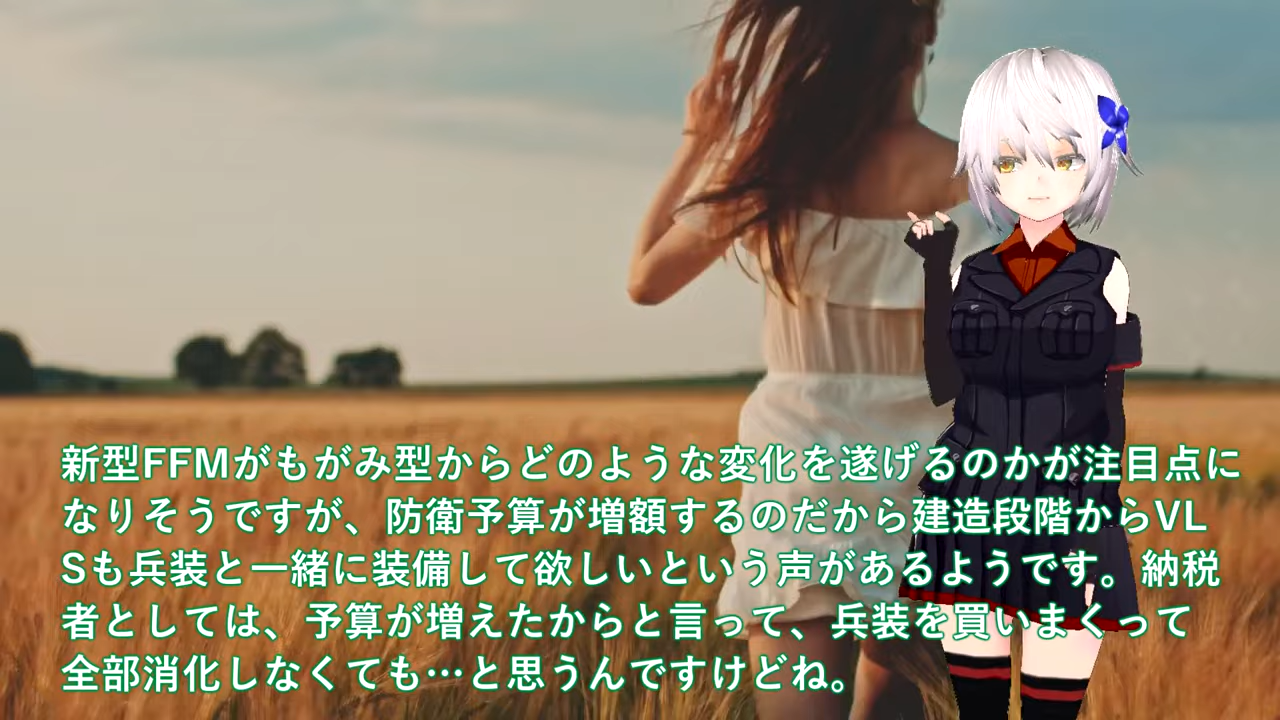 新型FFMがもがみ型からどのような変化を遂げるのかが注目点に
なりそうですが、防衛予算が増額するのだから建造段階からVL
Sも兵装と一緒に装備して欲しいという声があるようです。納税
者としては、予算が増えたからと言って、兵装を買いまくって
全部消化しなくても…と思うんですけどね。